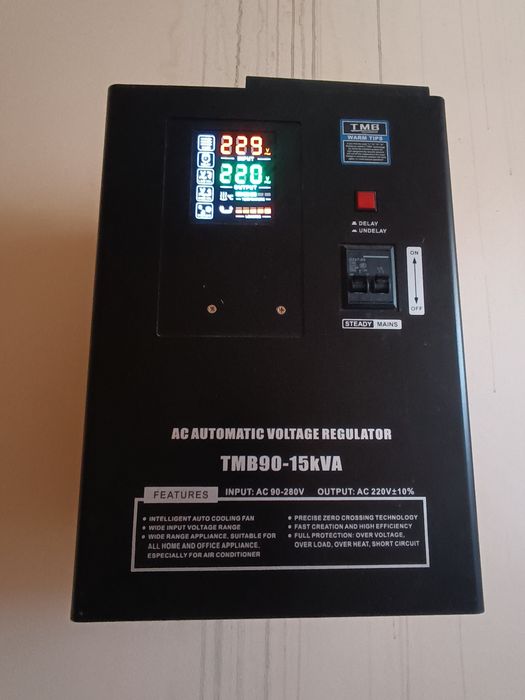 229 V
INPUT
220 V
OUTPUT
TMB
WARM TIPS
DELAY
UNDELAY
ON
OFF
STEADY MAINS
AC AUTOMATIC VOLTAGE REGULATOR
TMB90-15kVA
FEATURES INPUT: AC 90-280V OUTPUT: AC 220V±10%
• INTELLIGENT AUTO COOLING FAN
• WIDE INPUT VOLTAGE RANGE
• WIDE RANGE APPLIANCE, SUITABLE FOR
ALL HOME AND OFFICE APPLIANCE,
ESPECIALLY FOR AIR CONDITIONER
• PRECISE ZERO CROSSING TECHNOLOGY
• FAST CREATION AND HIGH EFFICIENCY
• FULL PROTECTION: OVER VOLTAGE,
OVER LOAD, OVER HEAT, SHORT CIRCUIT